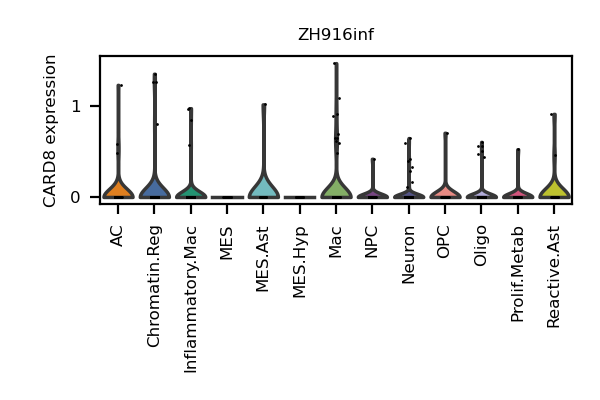 ZH916inf
CARD8 expression
1
0
AC
Chromatin.Reg
Inflammatory.Mac
MES
MES.Ast
MES.Hyp
Mac
NPC
Neuron
OPC
Oligo
Prolif.Metab
Reactive.Ast